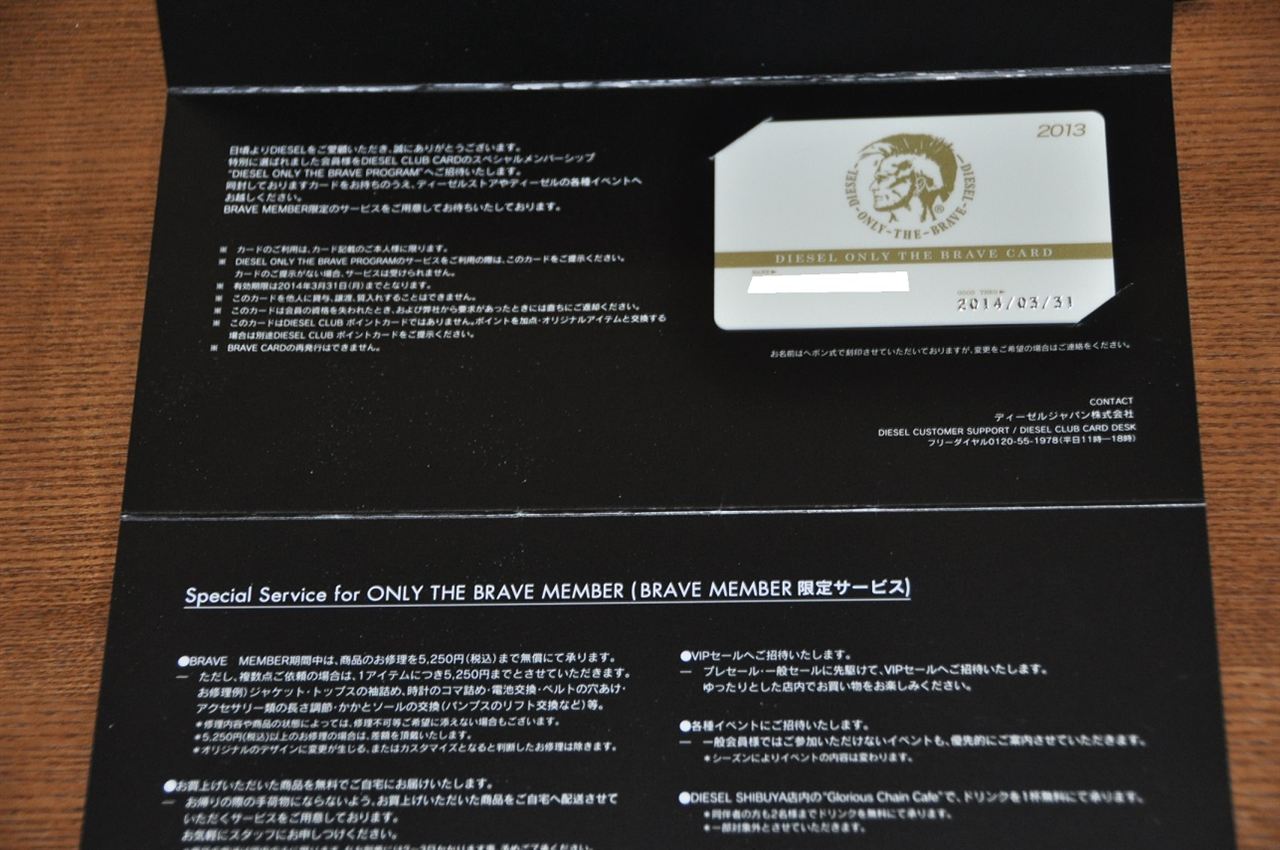 日頃よりDIESELをご愛顧いただき、誠にありがとうございます。
特別に選ばれました会員様をDIESEL CLUB CARDのスペシャルメンバーシップ
"DIESEL ONLY THE BRAVE PROGRAM"へご招待いたします。
同封しておりますカードをお持ちのうえ、ディーゼルストアやディーゼルの各種イベントへ
お越しください。
BRAVE MEMBER限定のサービスをご用意してお待ちいたしております。
※ カードのご利用は、カード記載のご本人様に限ります。
※ DIESEL ONLY THE BRAVE PROGRAMのサービスをご利用の際は、このカードをご提示ください。
カードのご提示がない場合、サービスは受けられません。
※ 有効期限は2014年3月31日(月)までとなります。
※ このカードを他人に貸与、譲渡、質入れすることはできません。
※ このカードは会員の資格を失われたとき、および弊社から要求があったときには直ちにご返却ください。
※ このカードはDIESEL CLUB ポイントカードではありません。ポイントを加点・オリジナルアイテムと交換する
場合は別途DIESEL CLUB ポイントカードをご提示ください。
※ BRAVE CARDの再発行はできません。
2013
DIESEL-ONLY-THE-BRAVE-DIESEL
®
DIESEL ONLY THE BRAVE CARD
NAME▶
GOOD THRU▶
2014/03/31
お名前はヘボン式で刻印させていただいておりますが、変更をご希望の場合はご連絡をください。
CONTACT
ディーゼルジャパン株式会社
DIESEL CUSTOMER SUPPORT / DIESEL CLUB CARD DESK
フリーダイヤル0120-55-1978(平日11時―18時)
Special Service for ONLY THE BRAVE MEMBER (BRAVE MEMBER 限定サービス)
●BRAVE MEMBER期間中は、商品のお修理を5,250円(税込)まで無償にて承ります。
― ただし、複数点ご依頼の場合は、1アイテムにつき5,250円までとさせていただきます。
お修理例)ジャケット・トップスの袖詰め、時計のコマ詰め・電池交換・ベルトの穴あけ・
アクセサリー類の長さ調節・かかとソールの交換(パンプスのリフト交換など)等。
*修理内容や商品の状態によっては、修理不可等ご希望に添えない場合もございます。
*5,250円(税込)以上のお修理の場合は、差額を頂戴いたします。
*オリジナルのデザインに変更が生じる、またはカスタマイズとなると判断したお修理は除きます。
●お買上げいただいた商品を無料でご自宅にお届けいたします。
― お帰りの際の手荷物にならないよう、お買上げいただいた商品をご自宅へ配送させて
いただくサービスをご用意しております。
お気軽にスタッフにお申しつけください。
●VIPセールへご招待いたします。
― プレセール・一般セールに先駆けて、VIPセールへご招待いたします。
ゆったりとした店内でお買い物をお楽しみください。
●各種イベントにご招待いたします。
― 一般会員様ではご参加いただけないイベントも、優先的にご案内させていただきます。
*シーズンによりイベントの内容は変わります。
●DIESEL SHIBUYA店内の"Glorious Chain Cafe"で、ドリンクを1杯無料にて承ります。
*同伴者の方も2名様までドリンクを無料にて承ります。
*一部対象外とさせていただきます。